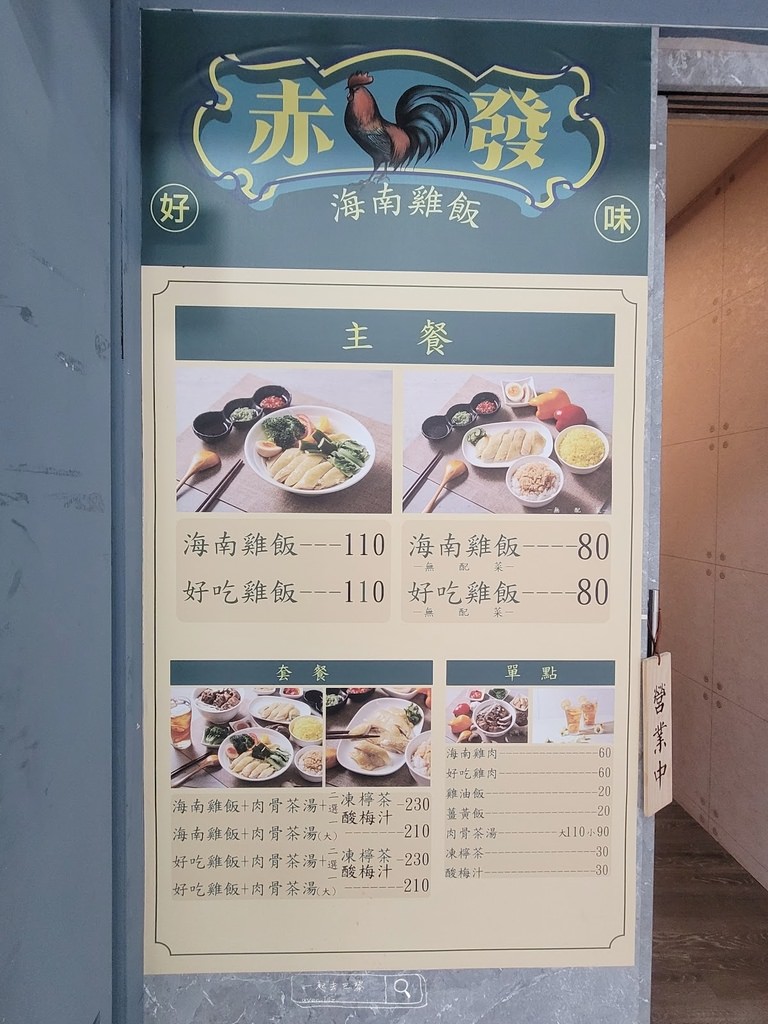 赤發
海南雞飯
好
味
主餐
無配菜
海南雞飯---110
好吃雞飯---110
海南雞飯----80
—無配菜—
好吃雞飯----80
—無配菜—
套餐
海南雞飯+肉骨茶湯+二選一 凍檸茶 酸梅汁 -230
海南雞飯+肉骨茶湯(大)--------210
好吃雞飯+肉骨茶湯+二選一 凍檸茶 酸梅汁 -230
好吃雞飯+肉骨茶湯(大)--------210
單點
海南雞肉----------------60
好吃雞肉----------------60
雞油飯------------------20
薑黃飯------------------20
肉骨茶湯----------大110小90
凍檸茶------------------30
酸梅汁------------------30
營業中